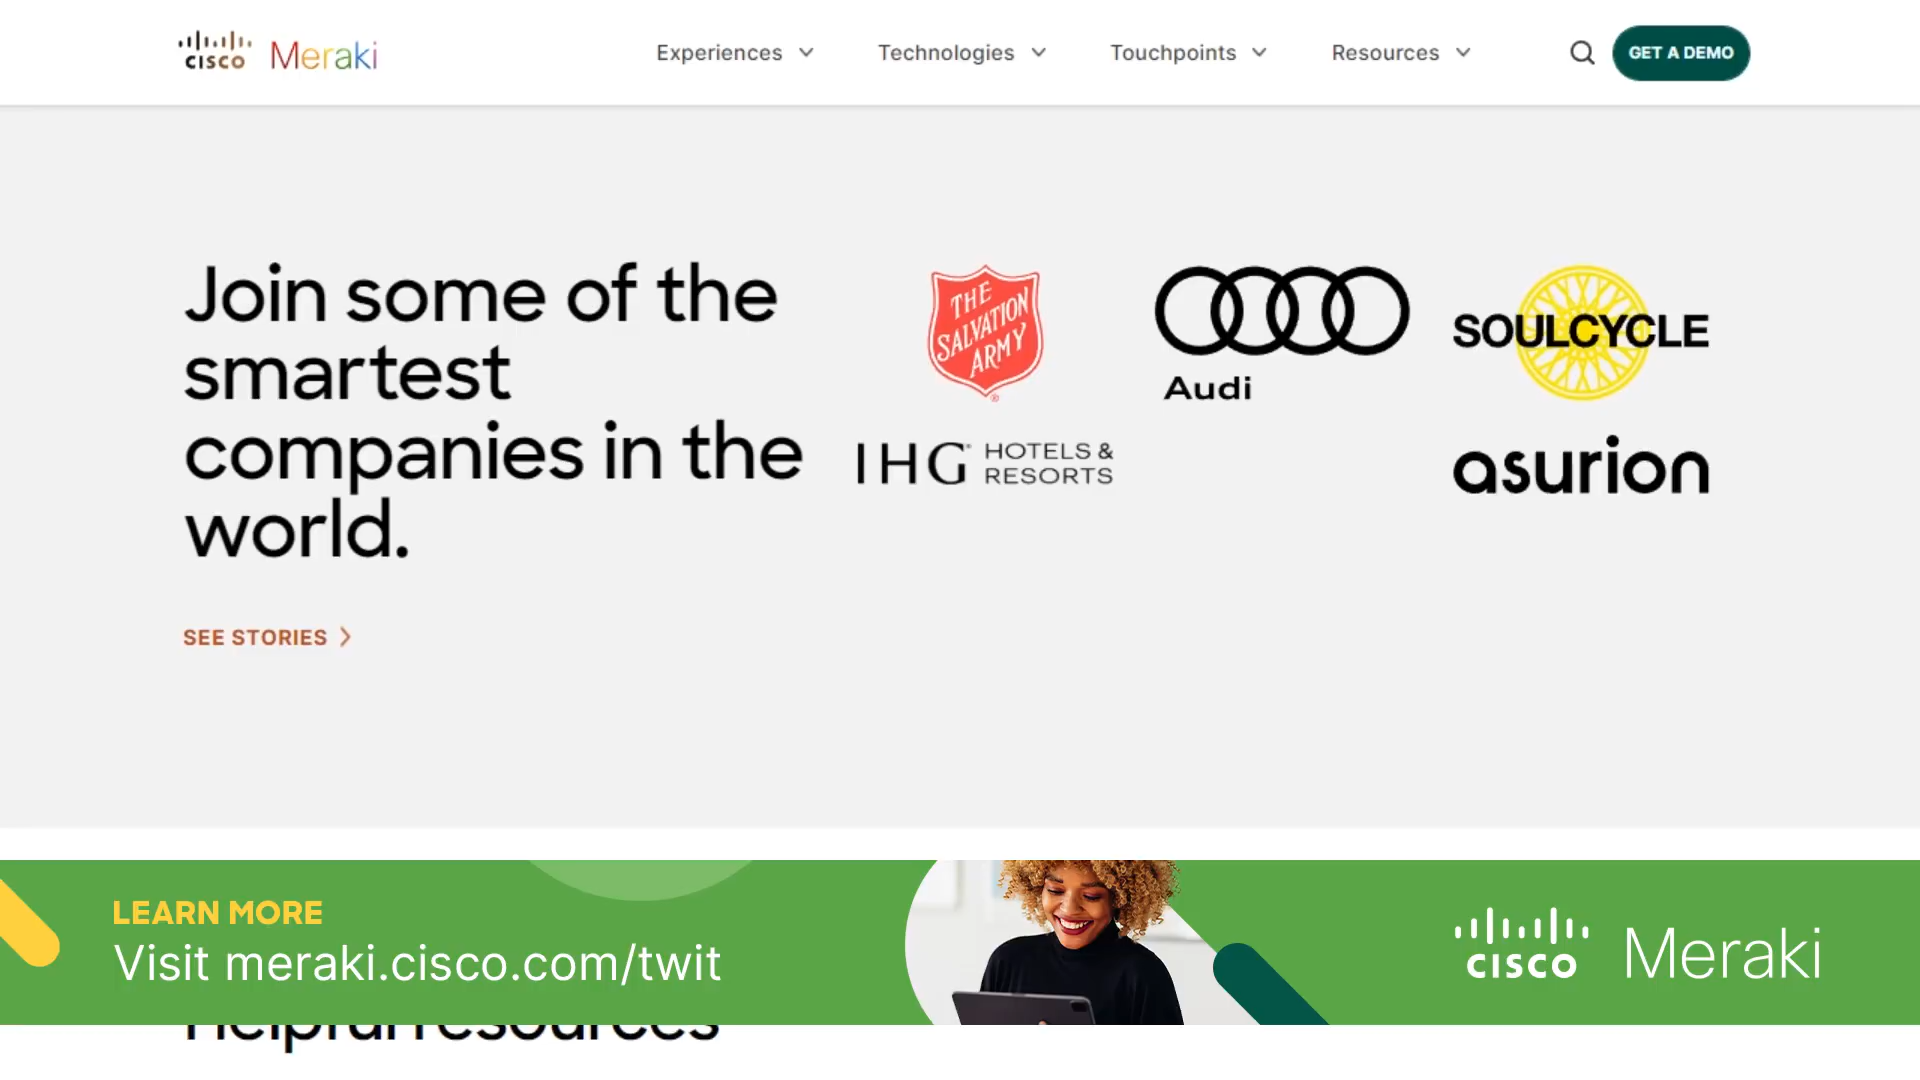 CISCO Meraki
Experiences
Technologies
Touchpoints
Resources
GET A DEMO
Join some of the
smartest
companies in the
world.
SEE STORIES
THE
SALVATION
ARMY
®
Audi
SOULCYCLE
IHG® HOTELS &
RESORTS
asurion
LEARN MORE
Visit meraki.cisco.com/twit
CISCO Meraki
Helpful resources